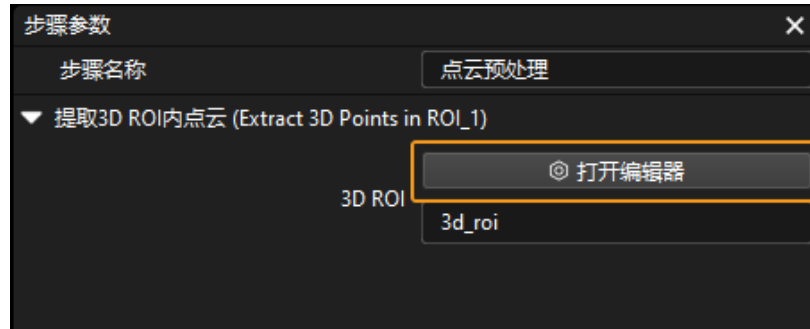 步骤参数
步骤名称 点云预处理
提取3D ROI内点云 (Extract 3D Points in ROI_1)
打开编辑器
3D ROI
3d_roi